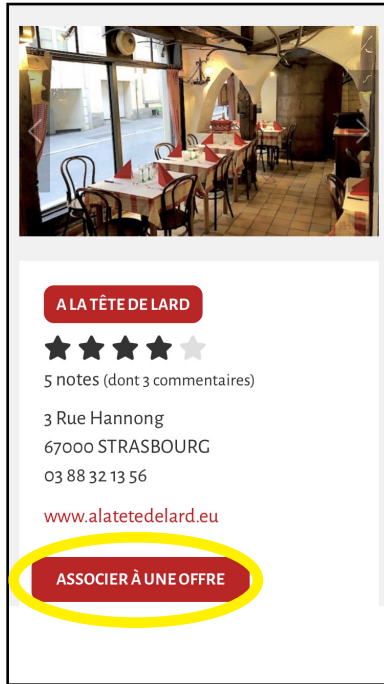 A LA TÊTE DE LARD
5 notes (dont 3 commentaires)
3 Rue Hannong
67000 STRASBOURG
03 88 32 13 56
www.alatetedelard.eu
ASSOCIER À UNE OFFRE